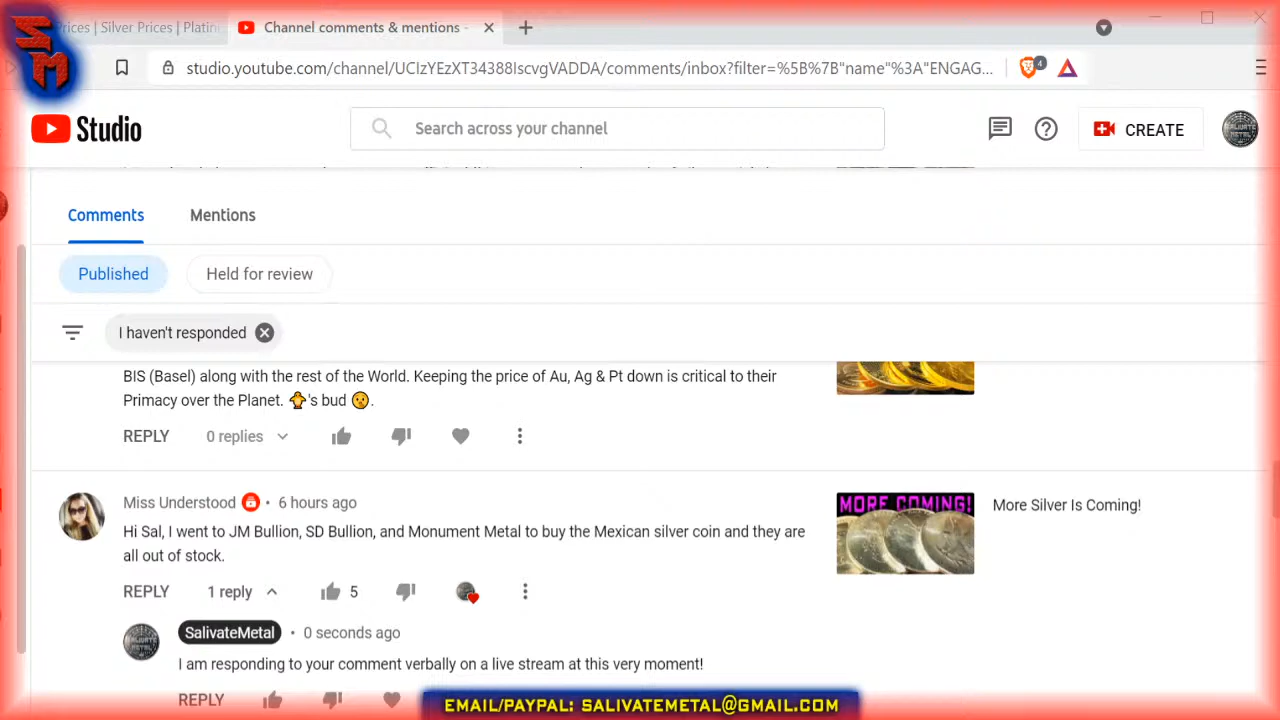 SM
Prices | Silver Prices | Platin
Channel comments & mentions -
studio.youtube.com/channel/UCIzYEzXT34388IscvgVADDA/comments/inbox?filter=%5B%7B"name"%3A"ENGAG...
4
Studio
Search across your channel
CREATE
Comments
Mentions
Published
Held for review
I haven't responded
BIS (Basel) along with the rest of the World. Keeping the price of Au, Ag & Pt down is critical to their
Primacy over the Planet. 's bud .
REPLY
0 replies
Miss Understood • 6 hours ago
MORE COMING!
More Silver Is Coming!
Hi Sal, I went to JM Bullion, SD Bullion, and Monument Metal to buy the Mexican silver coin and they are
all out of stock.
REPLY
1 reply
5
SalivateMetal • 0 seconds ago
I am responding to your comment verbally on a live stream at this very moment!
REPLY
EMAIL/PAYPAL: SALIVATEMETAL@GMAIL.COM